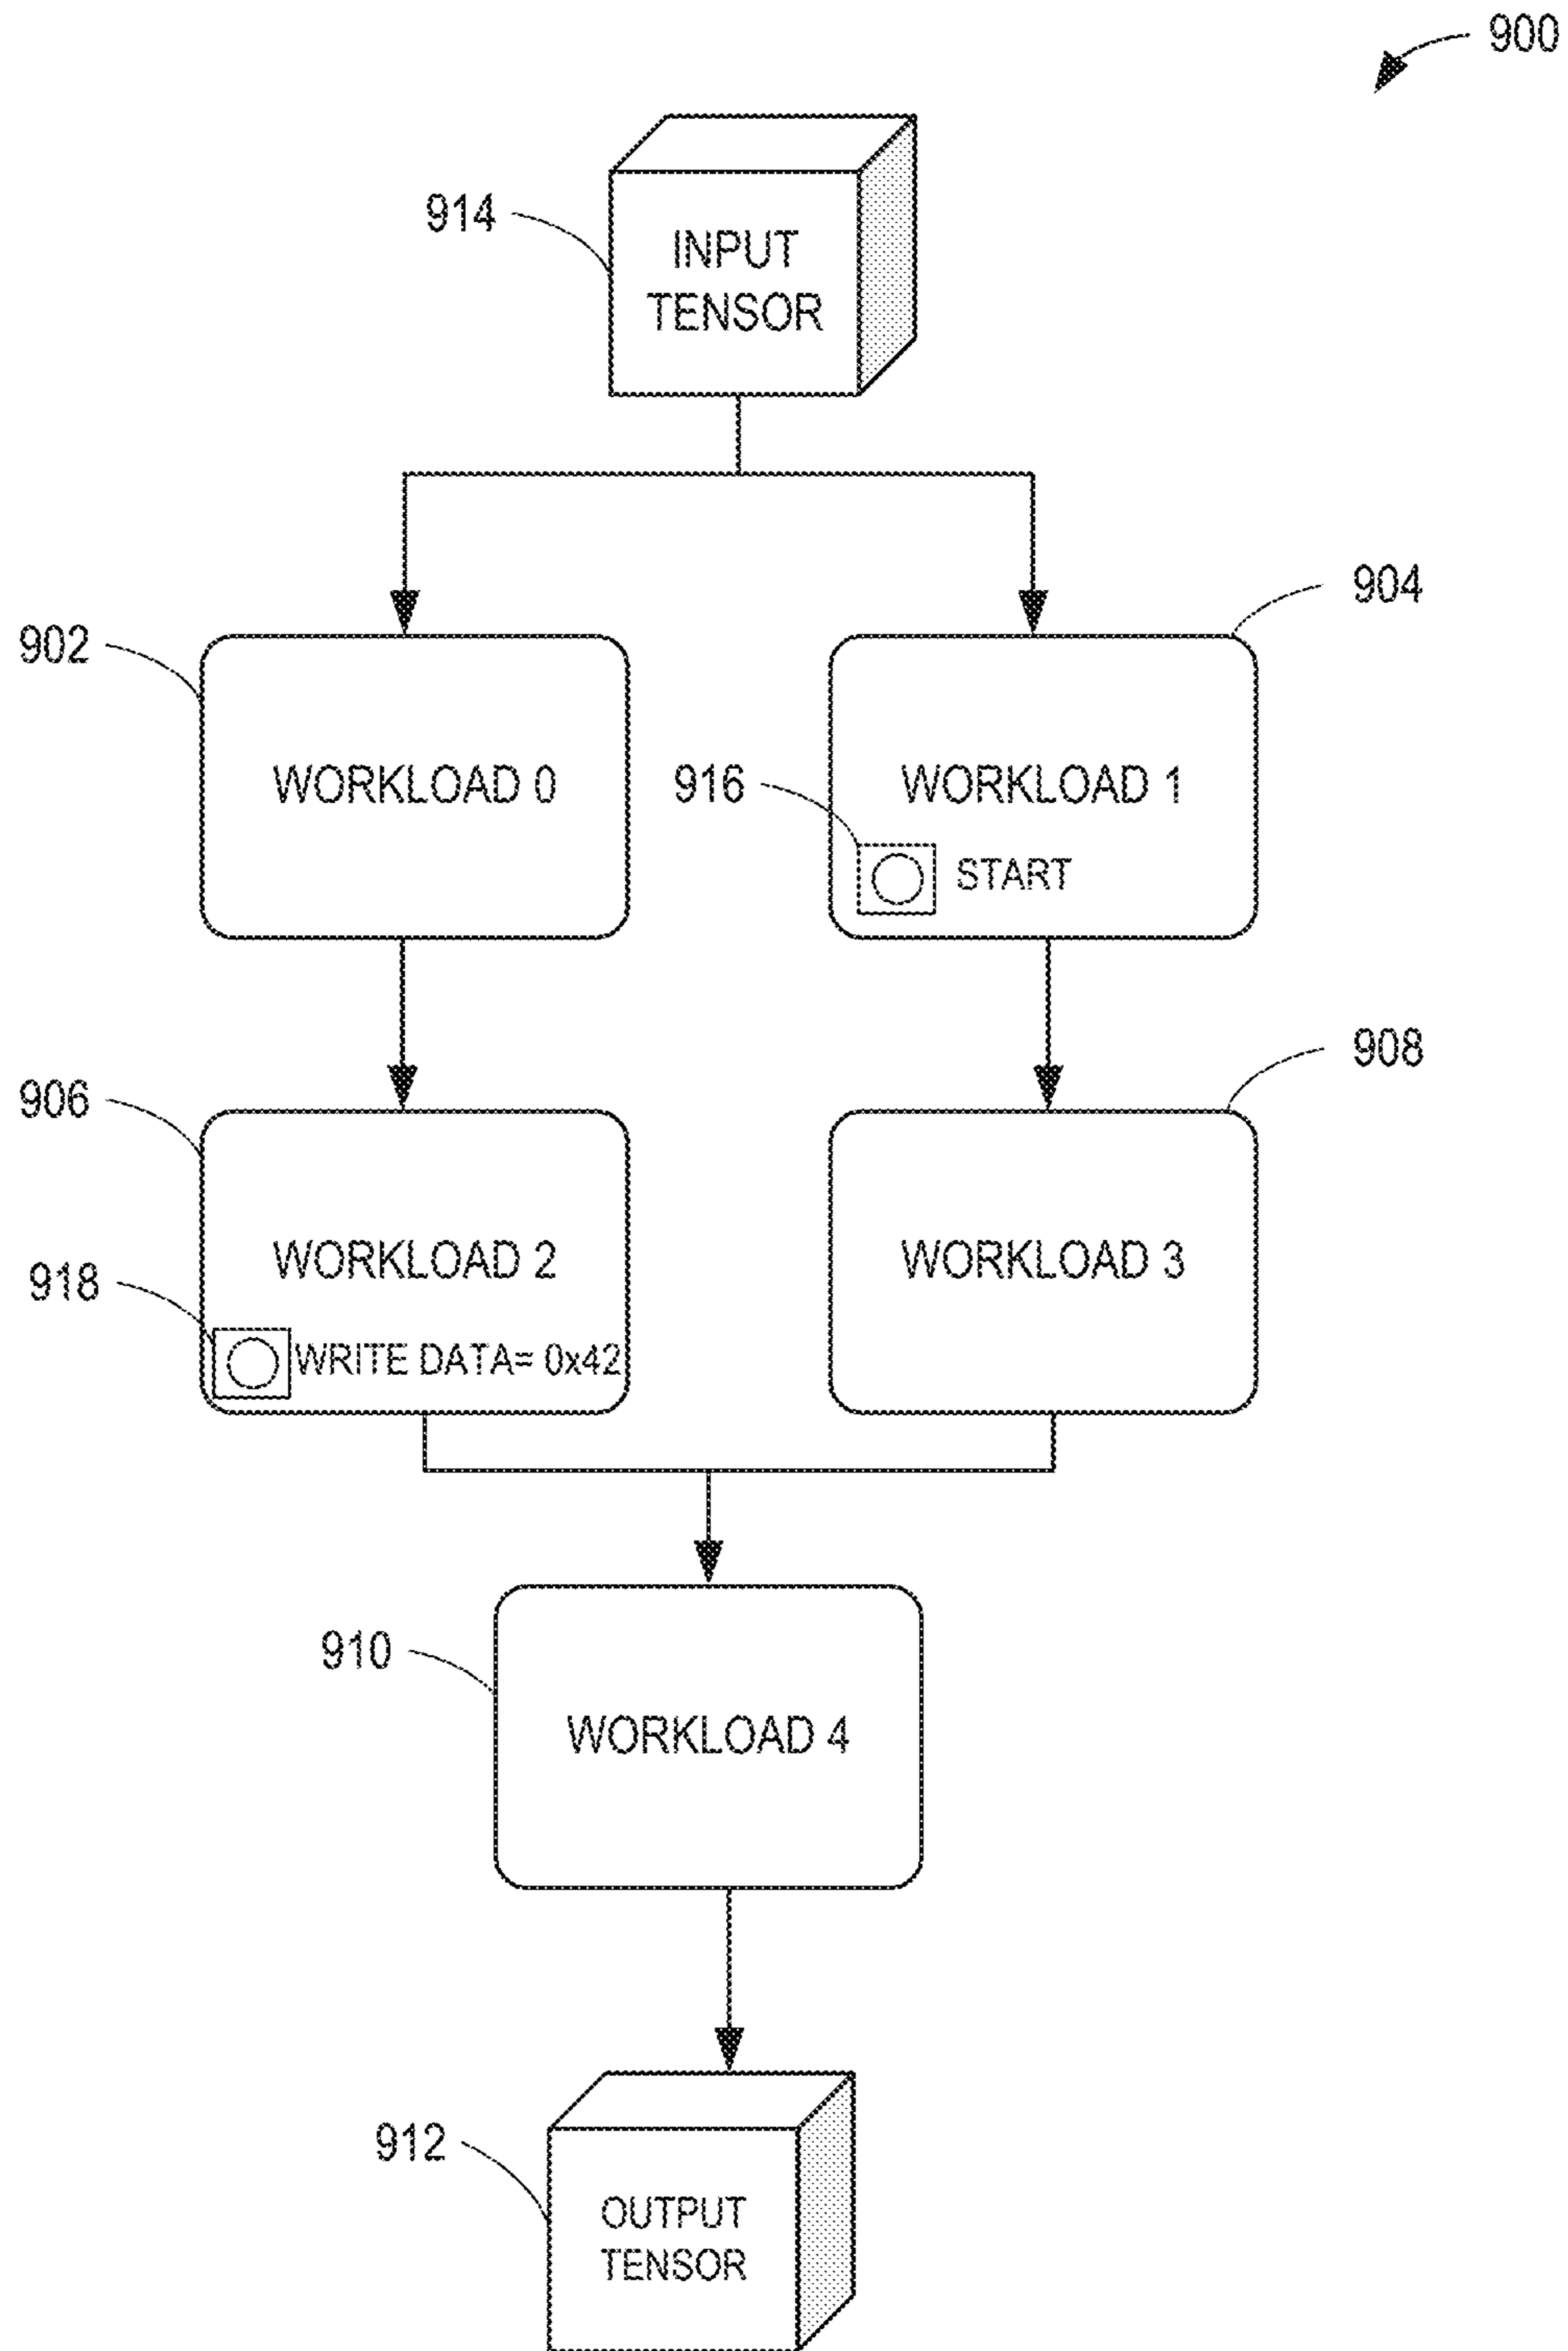 900
914
INPUT
TENSOR
904
902
WORKLOAD 0
916
WORKLOAD 1
START
908
906
WORKLOAD 2
918
WRITE DATA= 0x42
WORKLOAD 3
910
WORKLOAD 4
912
OUTPUT
TENSOR